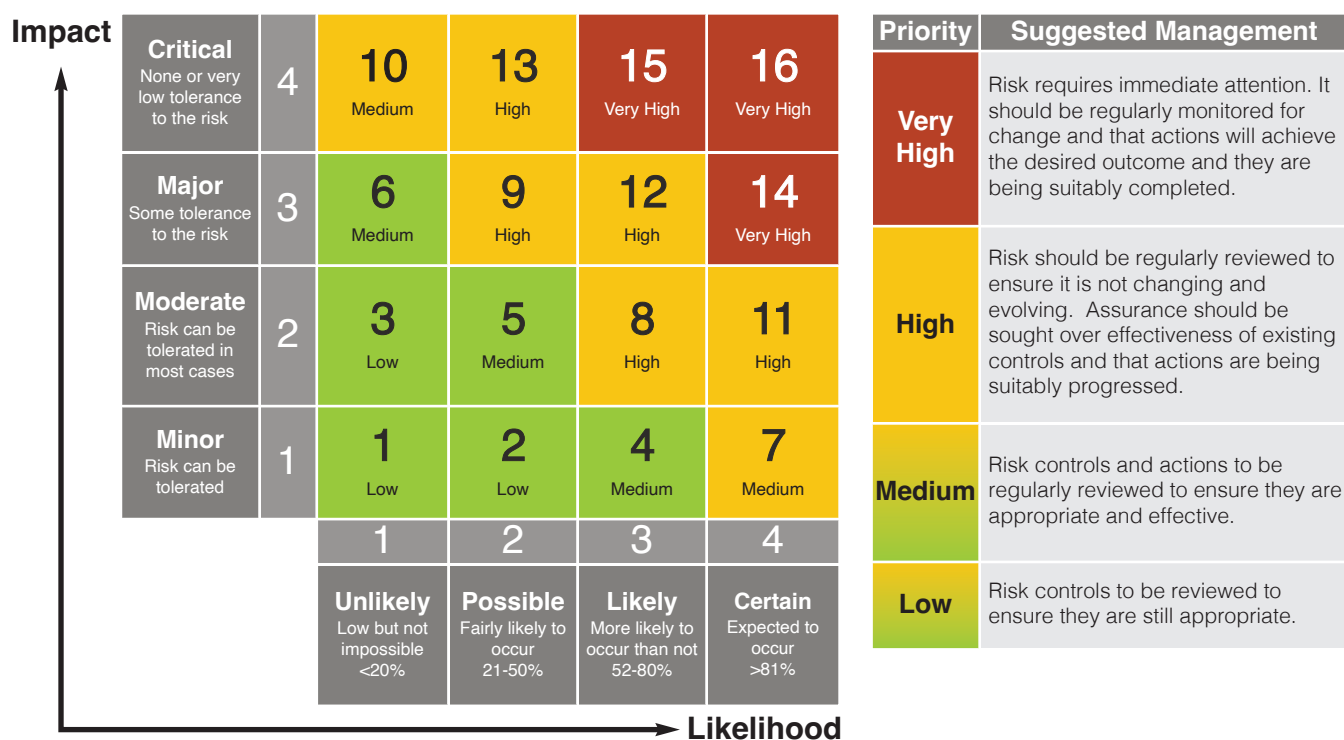 Impact
Critical
None or very
low tolerance
to the risk
4
10
Medium
13
High
15
Very High
16
Very High
Major
Some tolerance
to the risk
3
6
Medium
9
High
12
High
14
Very High
Moderate
Risk can be
tolerated in
most cases
2
3
Low
5
Medium
8
High
11
High
Minor
Risk can be
tolerated
1
1
Low
2
Low
4
Medium
7
Medium
1
2
3
4
Unlikely
Low but not
impossible
<20%
Possible
Fairly likely to
occur
21-50%
Likely
More likely to
occur than not
52-80%
Certain
Expected to
occur
>81%
Likelihood
Priority
Suggested Management
Very
High
Risk requires immediate attention. It
should be regularly monitored for
change and that actions will achieve
the desired outcome and they are
being suitably completed.
High
Risk should be regularly reviewed to
ensure it is not changing and
evolving. Assurance should be
sought over effectiveness of existing
controls and that actions are being
suitably progressed.
Medium
Risk controls and actions to be
regularly reviewed to ensure they are
appropriate and effective.
Low
Risk controls to be reviewed to
ensure they are still appropriate.